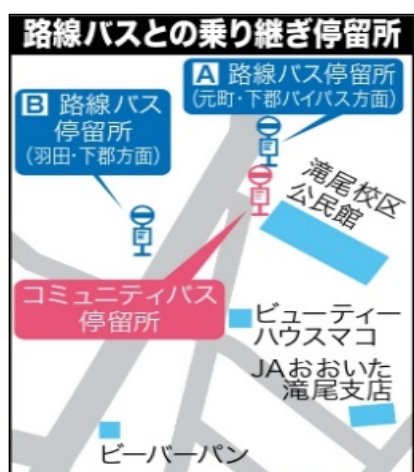 路線バスとの乗り継ぎ停留所
A 路線バス停留所
(元町・下郡バイパス方面)
B 路線バス
停留所
(羽田・下郡方面)
滝尾校区
公民館
コミュニティバス
停留所
ビューティー
ハウスマコ
JAおおいた
滝尾支店
ビーバーパン